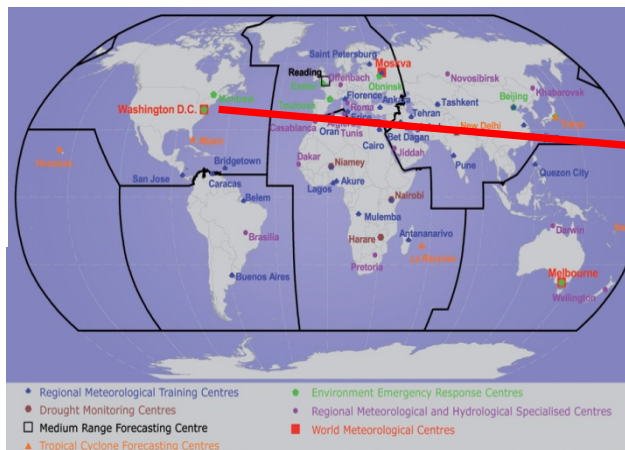 Saint Petersburg
Moskva
Reading
Offenbach
Obninsk
Novosibirsk
Khabarovsk
Montreal
Washington D.C.
Florence
Ankara
Roma
Tashkent
Beijing
Tehran
Casablanca
Oran
Tunis
Bet Dagan
New Delhi
Cairo
Jiddah
Miami
Dakar
Niamey
Pune
Bridgetown
San Jose
Caracas
Lagos
Akure
Quezon City
Belem
Nairobi
Mulemba
Brasilia
Harare
Antananarivo
Darwin
Pretoria
Buenos Aires
Melbourne
Wellington
Regional Meteorological Training Centres
Environment Emergency Response Centres
Drought Monitoring Centres
Regional Meteorological and Hydrological Specialised Centres
Medium Range Forecasting Centre
World Meteorological Centres
Tropical Cyclone Forecasting Centres